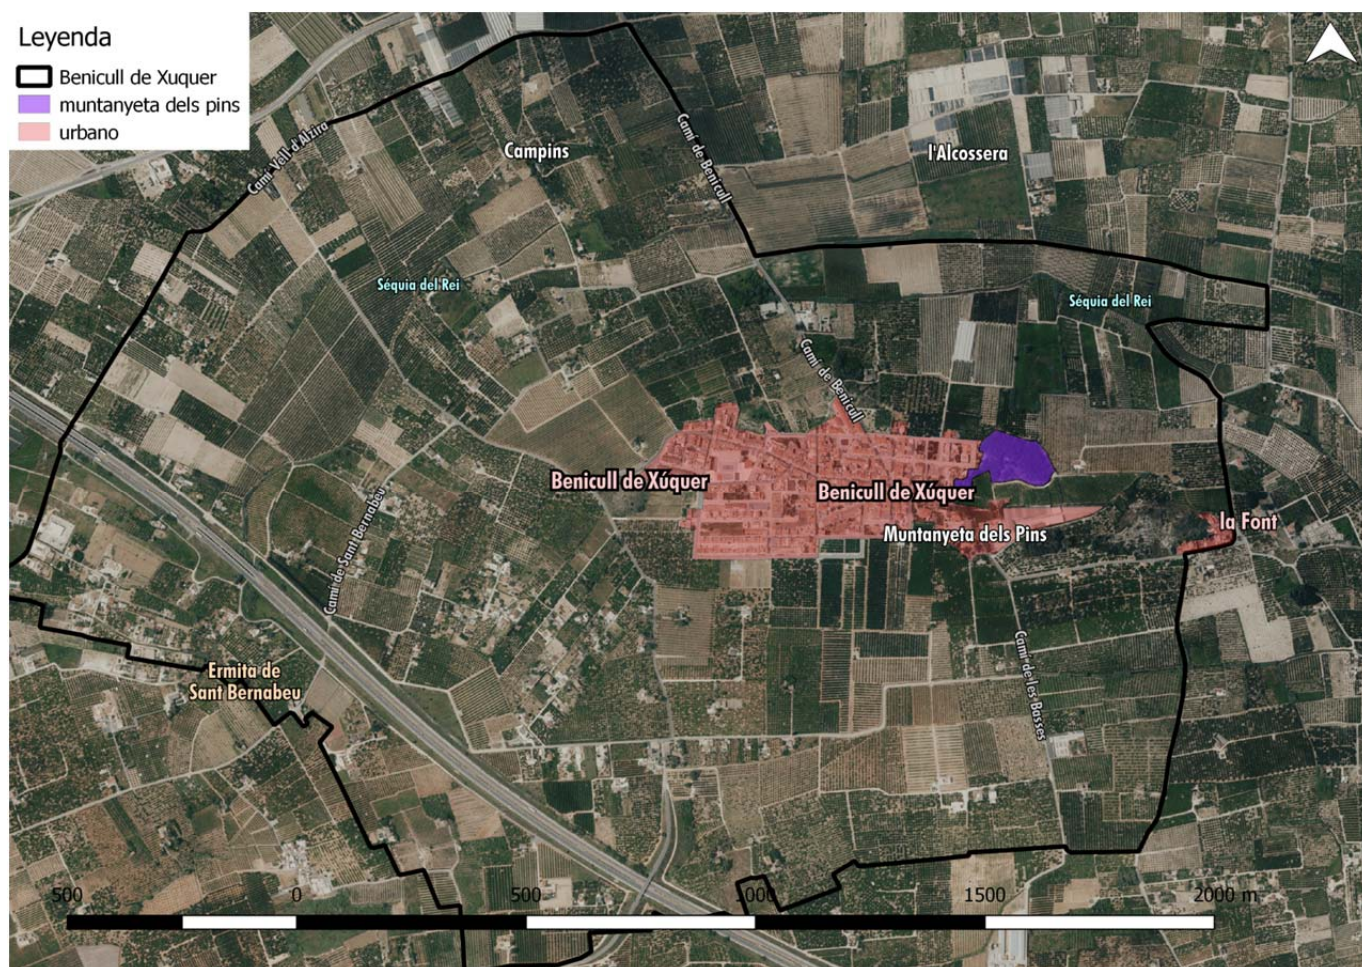 Leyenda
Benicull de Xuquer
muntanyeta dels pins
urbano
Camí Vell d'Alzira
Campins
Camí de Benicull
l'Alcossera
Séquia del Rei
Séquia del Rei
Camí de Benicull
Benicull de Xúquer
Benicull de Xúquer
Muntanyeta dels Pins
la Font
Camí de Sant Bernabeu
Ermita de
Sant Bernabeu
Camí de les Basses
500 0 500 1000 1500 2000 m